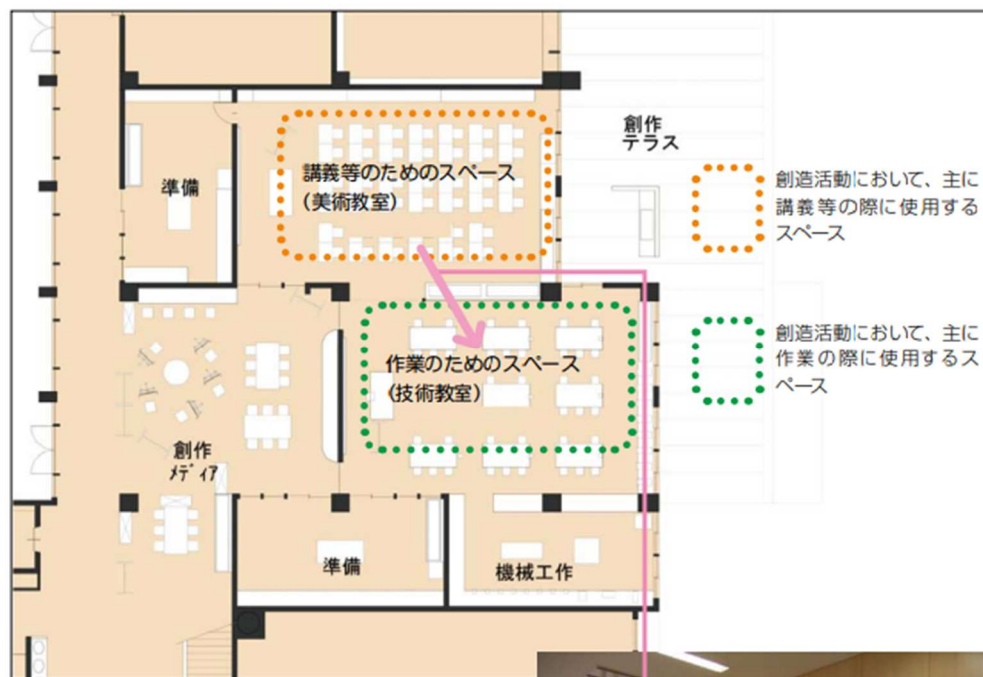 準備
講義等のためのスペース
（美術教室）
創作
テラス
創造活動において、主に
講義等の際に使用する
スペース
作業のためのスペース
（技術教室）
創造活動において、主に
作業の際に使用するス
ペース
創作
ﾒﾃﾞｨｱ
準備
機械工作